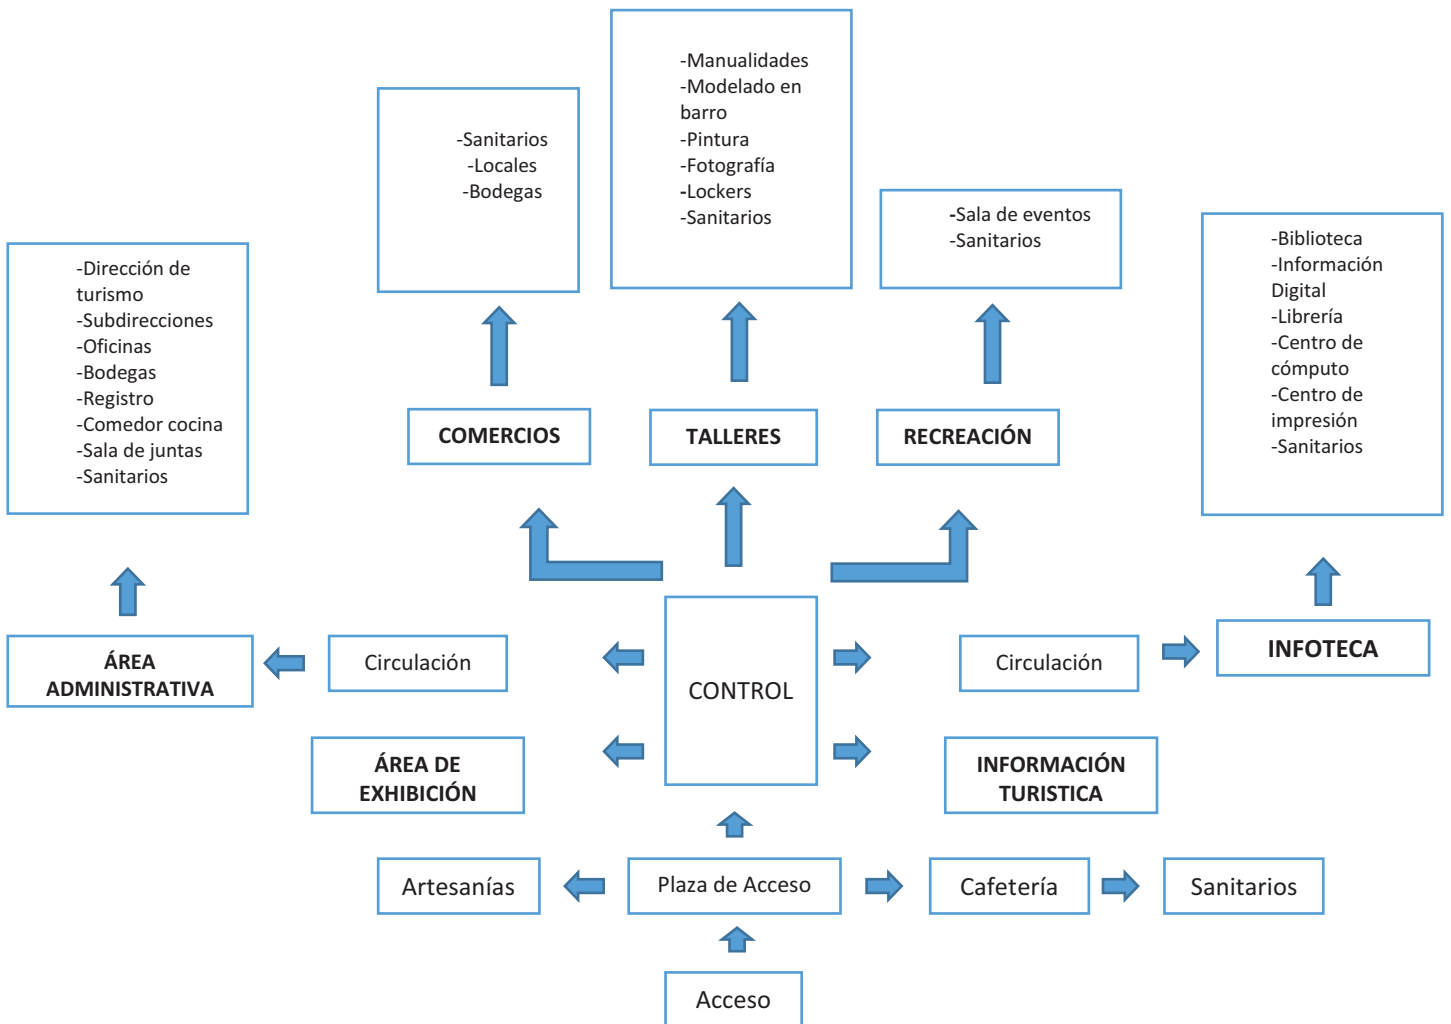 -Manualidades
-Modelado en
barro
-Pintura
-Fotografía
-Lockers
-Sanitarios
-Sanitarios
-Locales
-Bodegas
-Sala de eventos
-Sanitarios
-Dirección de
turismo
-Subdirecciones
-Oficinas
-Bodegas
-Registro
-Comedor cocina
-Sala de juntas
-Sanitarios
-Biblioteca
-Información
Digital
-Librería
-Centro de
cómputo
-Centro de
impresión
-Sanitarios
COMERCIOS
TALLERES
RECREACIÓN
ÁREA
ADMINISTRATIVA
Circulación
CONTROL
Circulación
INFOTECA
ÁREA DE
EXHIBICIÓN
INFORMACIÓN
TURISTICA
Artesanías
Plaza de Acceso
Cafetería
Sanitarios
Acceso